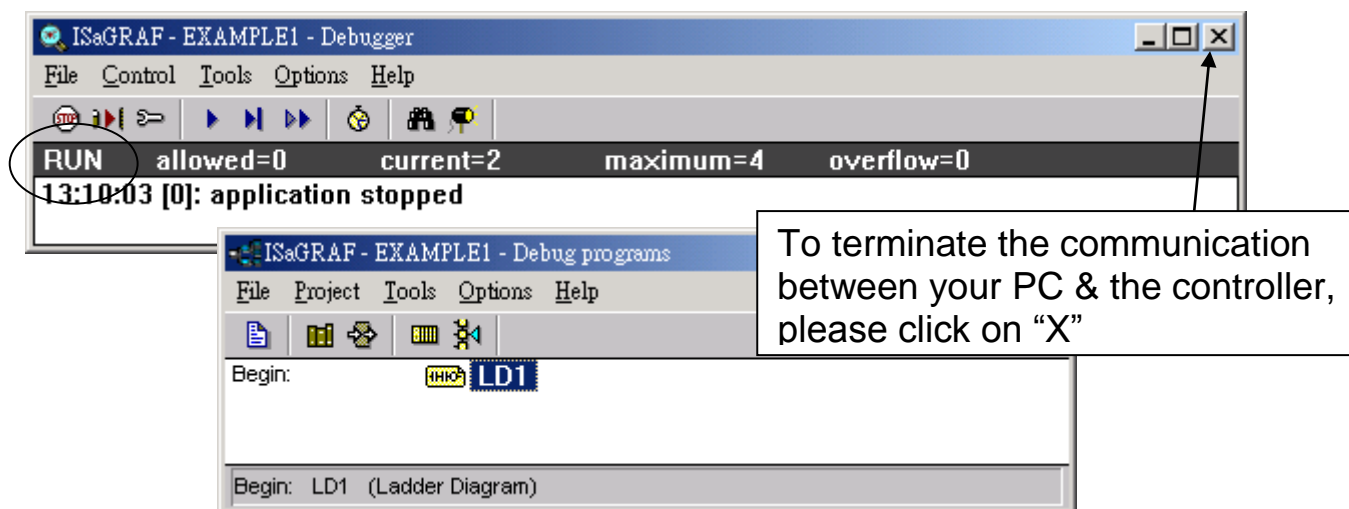 ISaGRAF - EXAMPLE1 - Debugger
File Control Tools Options Help
STOP
RUN allowed=0 current=2 maximum=4 overflow=0
13:10:03 [0]: application stopped
To terminate the communication
between your PC & the controller,
please click on “X”
ISaGRAF - EXAMPLE1 - Debug programs
File Project Tools Options Help
Begin: LD1
Begin: LD1 (Ladder Diagram)